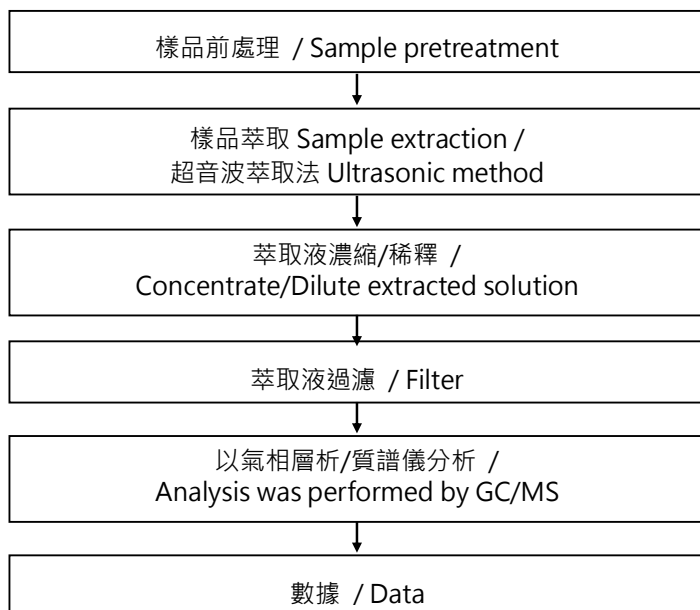 樣品前處理 / Sample pretreatment
樣品萃取 Sample extraction /
超音波萃取法 Ultrasonic method
萃取液濃縮/稀釋 /
Concentrate/Dilute extracted solution
萃取液過濾 / Filter
以氣相層析/質譜儀分析 /
Analysis was performed by GC/MS
數據 / Data